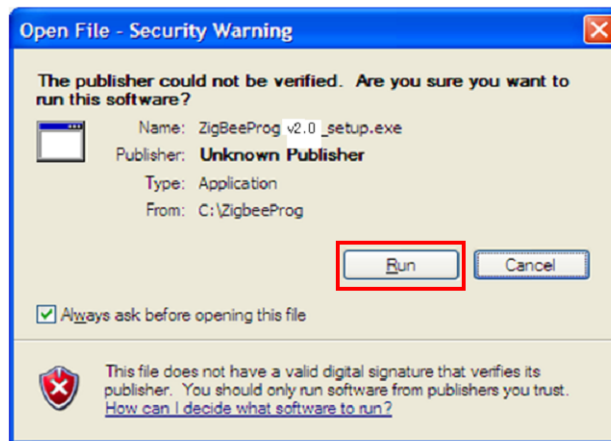 Open File - Security Warning
The publisher could not be verified. Are you sure you want to
run this software?
Name: ZigBeeProg v2.0 _setup.exe
Publisher: Unknown Publisher
Type: Application
From: C:\ZigbeeProg
Run Cancel
Always ask before opening this file
This file does not have a valid digital signature that verifies its
publisher. You should only run software from publishers you trust.
How can I decide what software to run?